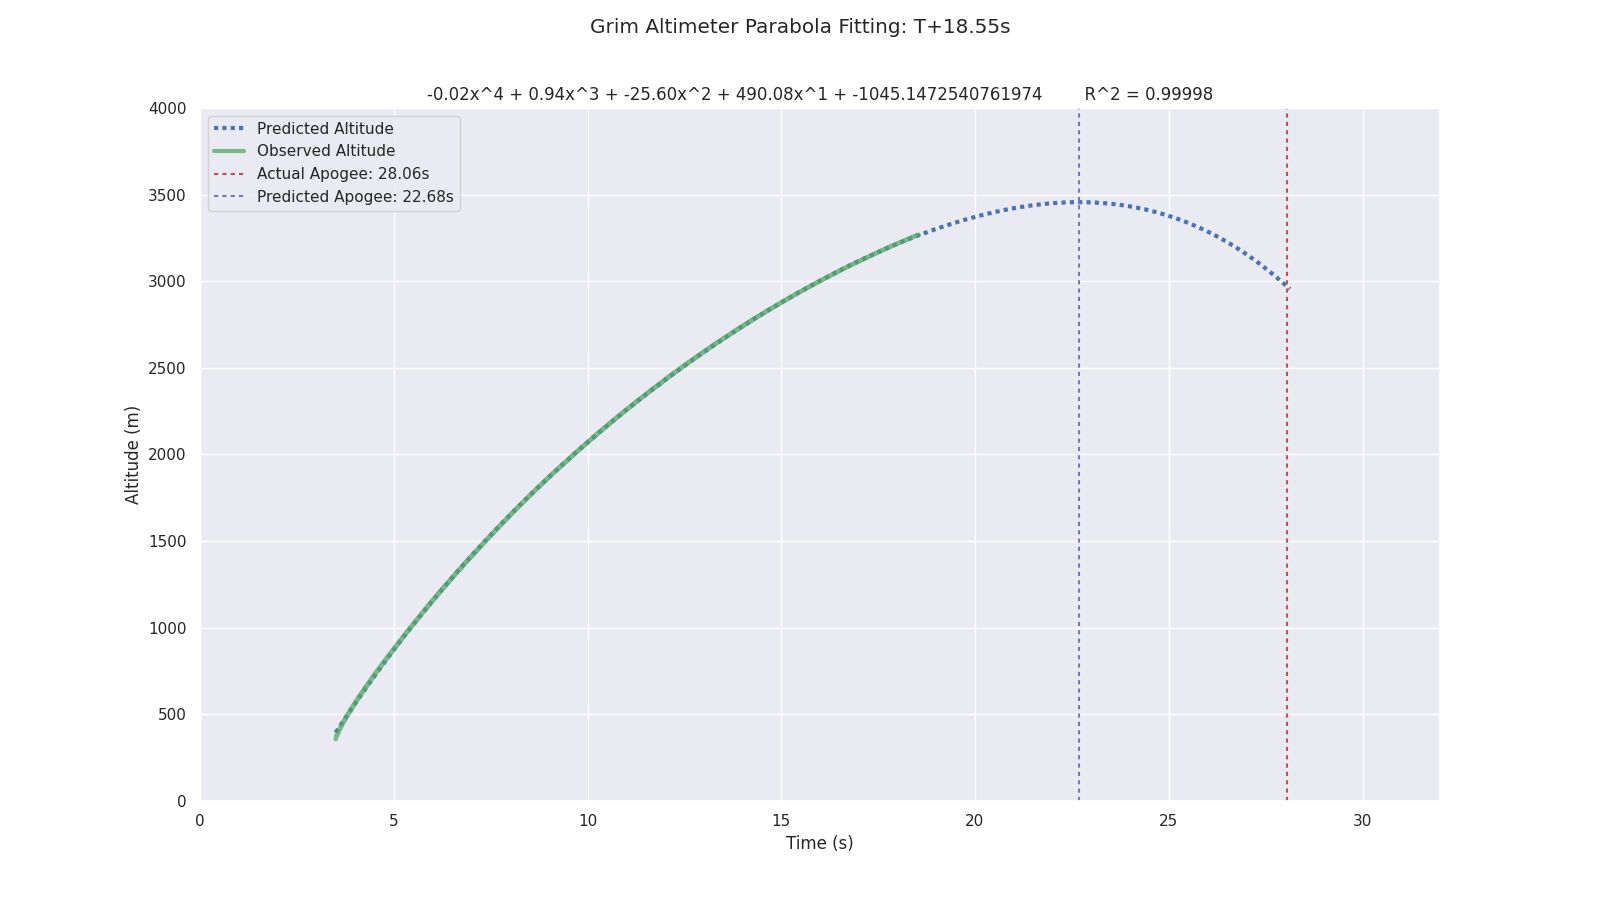 Grim Altimeter Parabola Fitting: T+18.55s
-0.02x^4 + 0.94x^3 + -25.60x^2 + 490.08x^1 + -1045.1472540761974 R^2 = 0.99998
Predicted Altitude
Observed Altitude
Actual Apogee: 28.06s
Predicted Apogee: 22.68s
4000
3500
3000
2500
2000
1500
1000
500
0
Altitude (m)
0 5 10 15 20 25 30
Time (s)